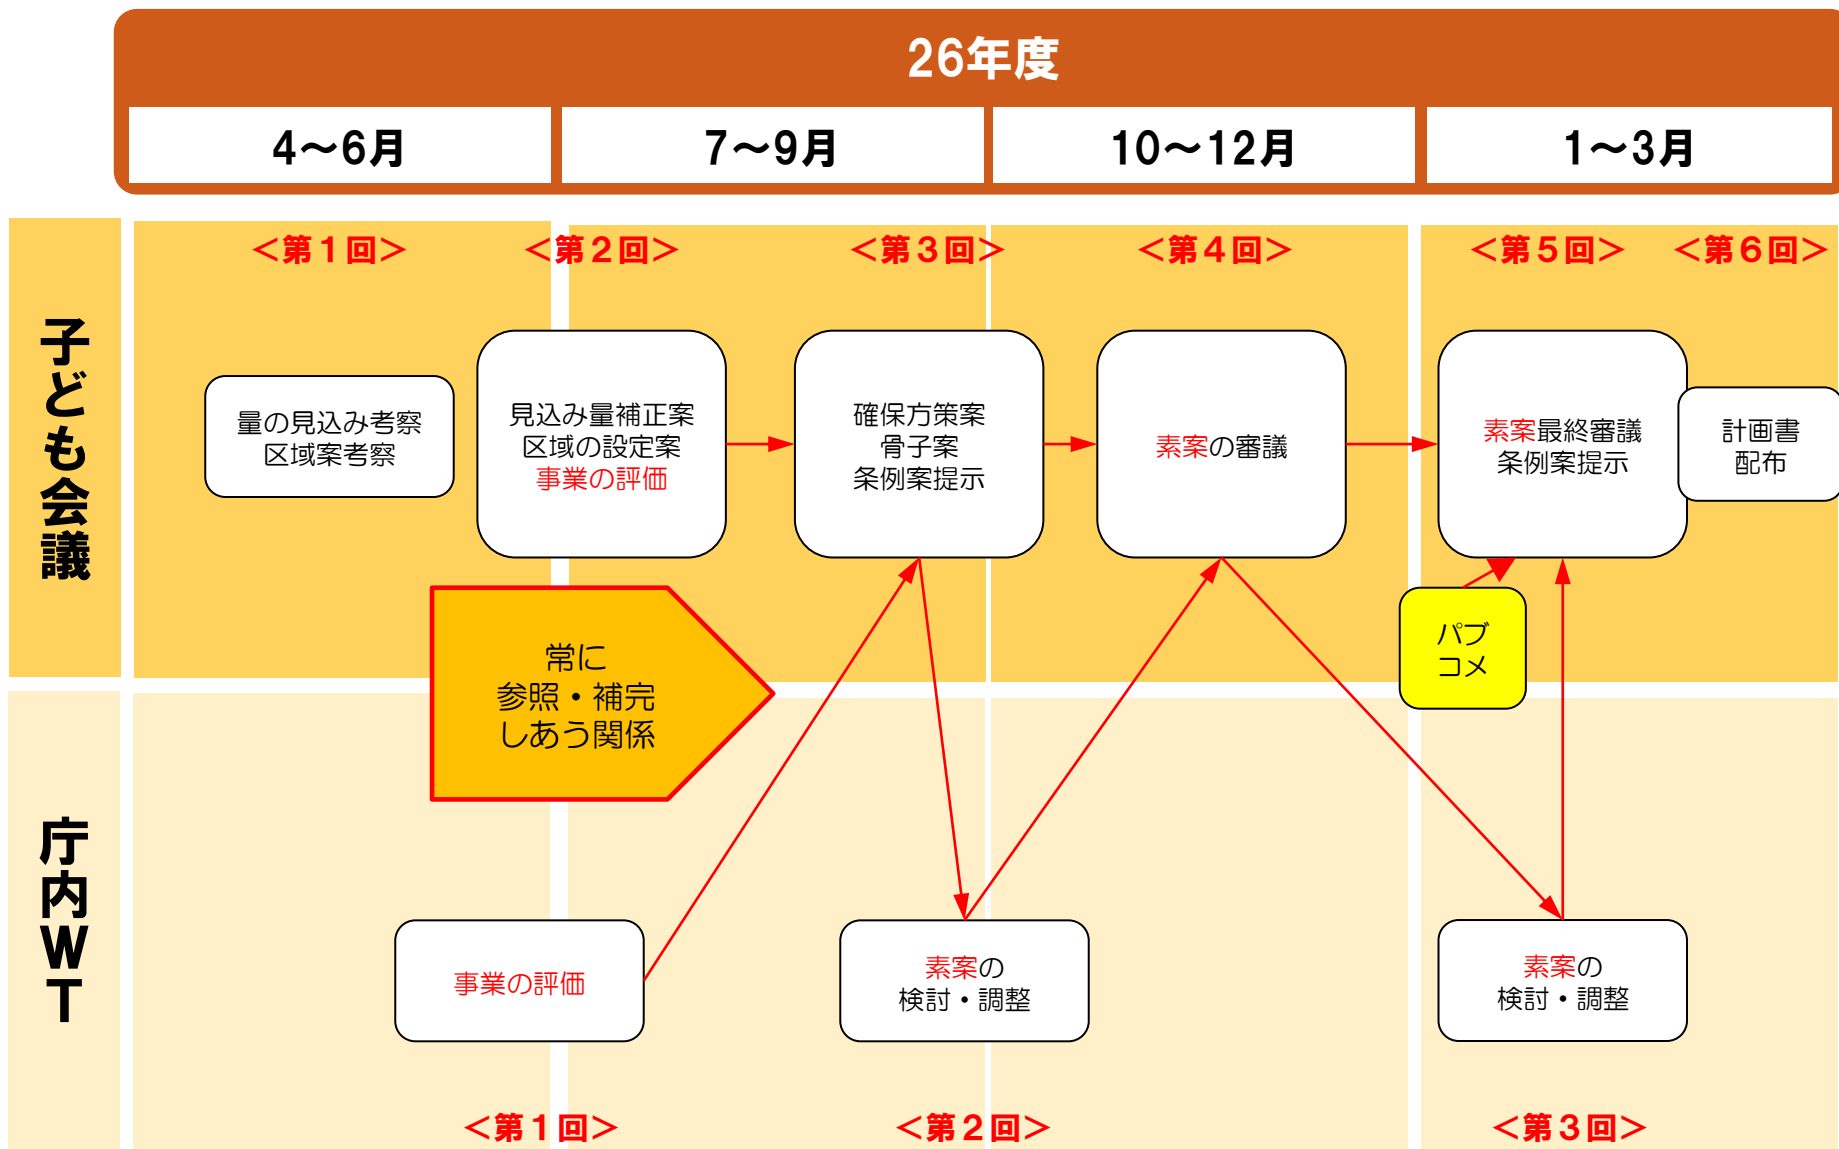 26年度
4～6月
7～9月
10～12月
1～3月
子ども会議
＜第１回＞
＜第２回＞
＜第３回＞
＜第４回＞
＜第５回＞
＜第６回＞
量の見込み考察
区域案考察
見込み量補正案
区域の設定案
事業の評価
確保方策案
骨子案
条例案提示
素案の審議
素案最終審議
条例案提示
計画書
配布
パブ
コメ
常に
参照・補完
しあう関係
庁内WT
事業の評価
素案の
検討・調整
素案の
検討・調整
＜第１回＞
＜第２回＞
＜第３回＞